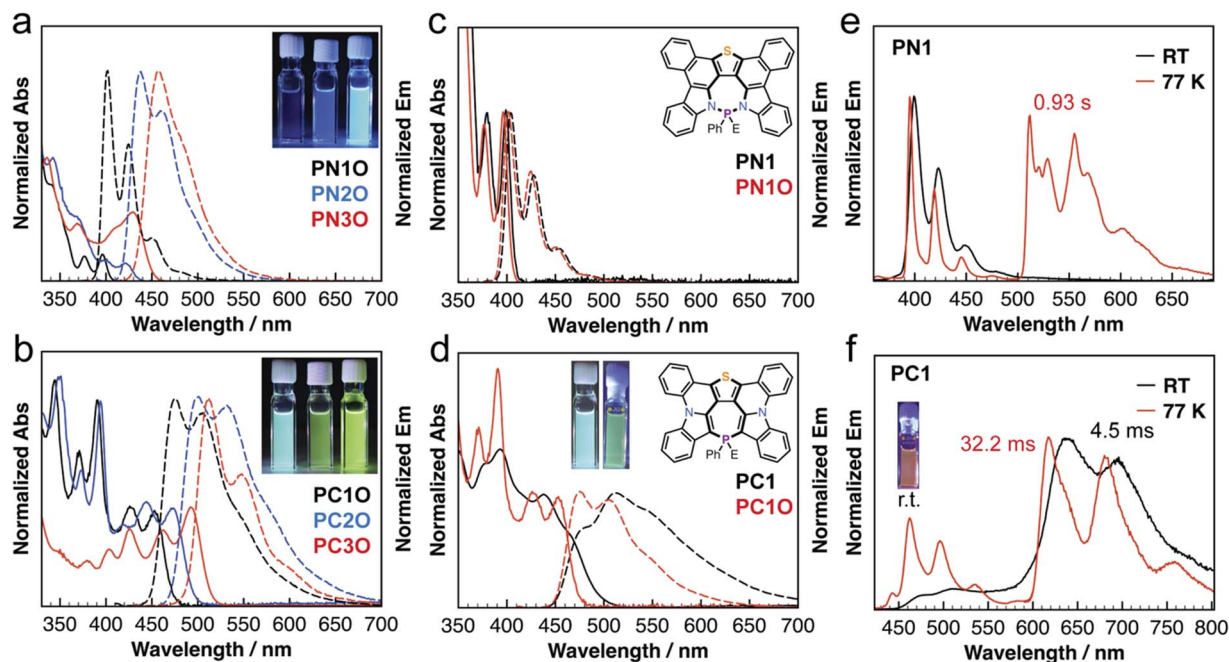 a
Normalized Abs
350 400 450 500 550 600 650 700
Wavelength / nm
Normalized Em
PN1O
PN2O
PN3O
c
Normalized Abs
350 400 450 500 550 600 650 700
Wavelength / nm
Normalized Em
S
N P N
Ph E
PN1
PN1O
e
PN1
RT
77 K
0.93 s
400 450 500 550 600 650
Wavelength / nm
b
Normalized Abs
350 400 450 500 550 600 650 700
Wavelength / nm
Normalized Em
PC1O
PC2O
PC3O
d
Normalized Abs
350 400 450 500 550 600 650 700
Wavelength / nm
Normalized Em
S
N N
P
Ph E
PC1
PC1O
f
PC1
RT
77 K
32.2 ms
4.5 ms
r.t.
450 500 550 600 650 700 750 800
Wavelength / nm